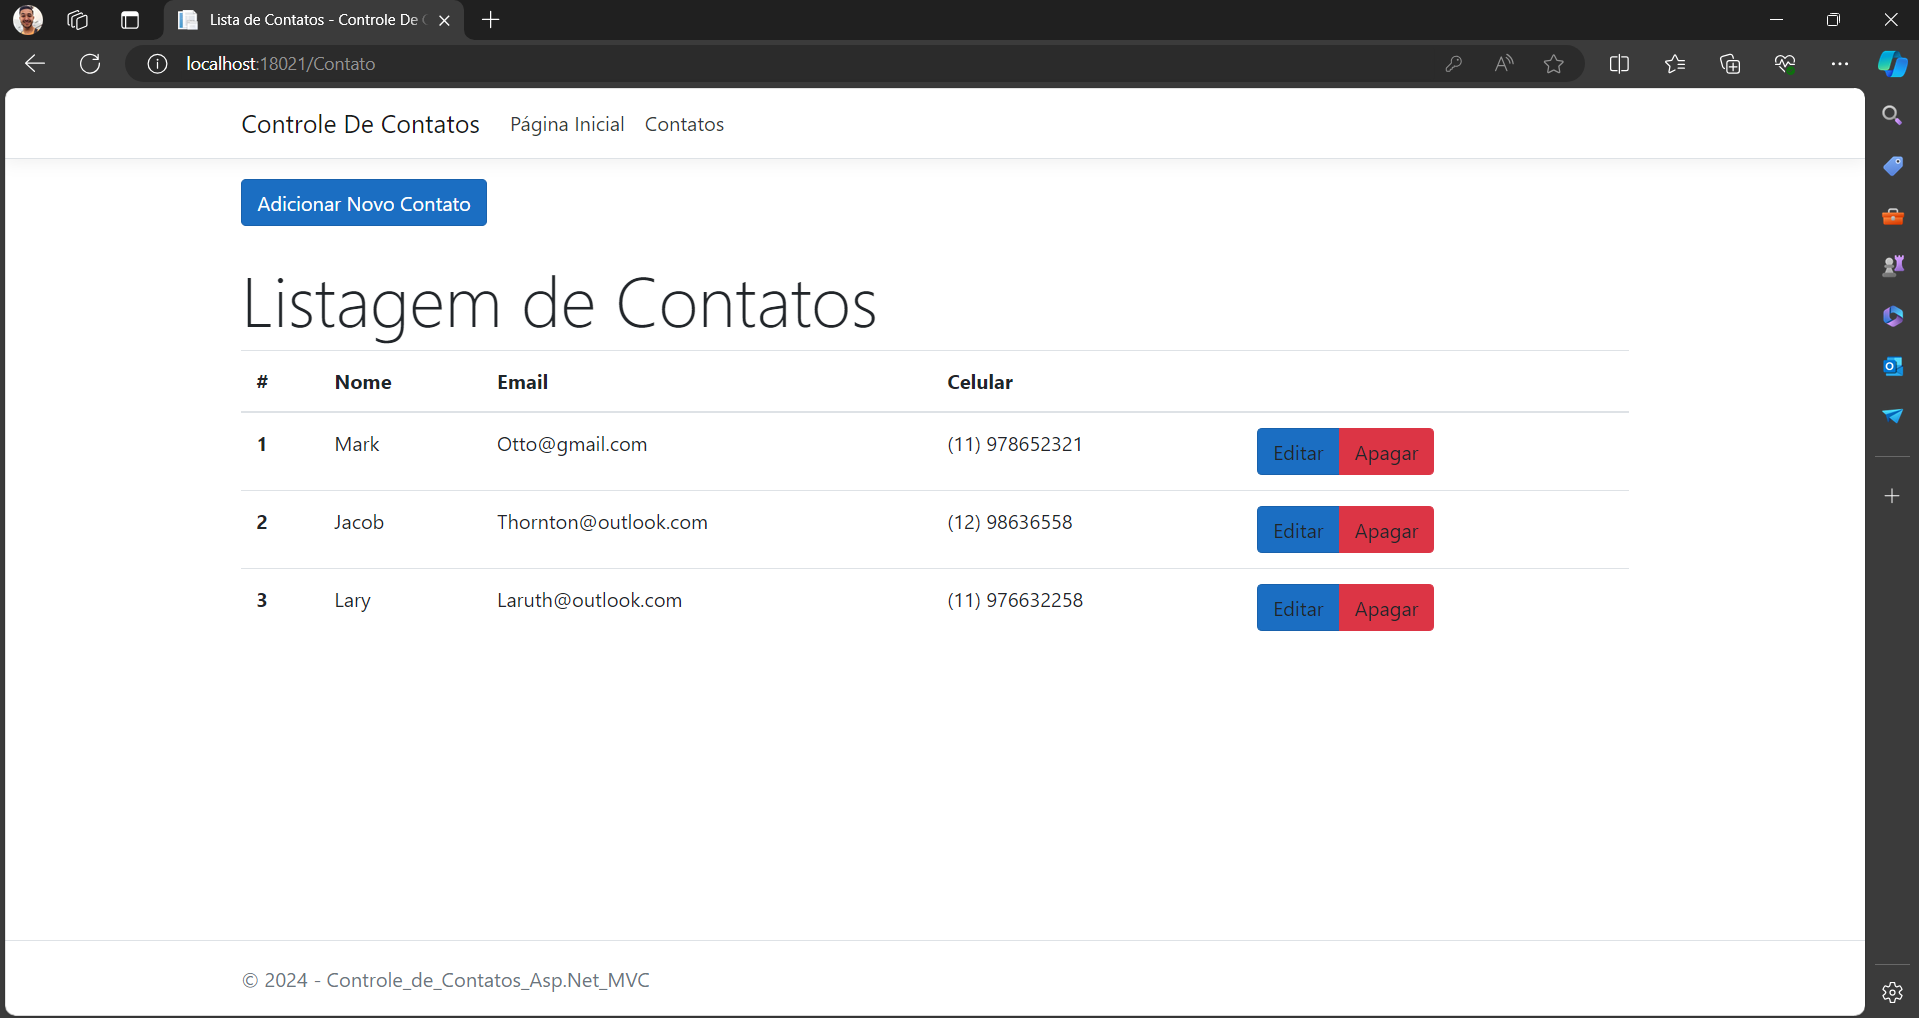 Lista de Contatos - Controle De
localhost:18021/Contato
Controle De Contatos Página Inicial Contatos
Adicionar Novo Contato
Listagem de Contatos
# Nome Email Celular
1 Mark Otto@gmail.com (11) 978652321 Editar Apagar
2 Jacob Thornton@outlook.com (12) 98636558 Editar Apagar
3 Lary Laruth@outlook.com (11) 976632258 Editar Apagar
© 2024 - Controle_de_Contatos_Asp.Net_MVC